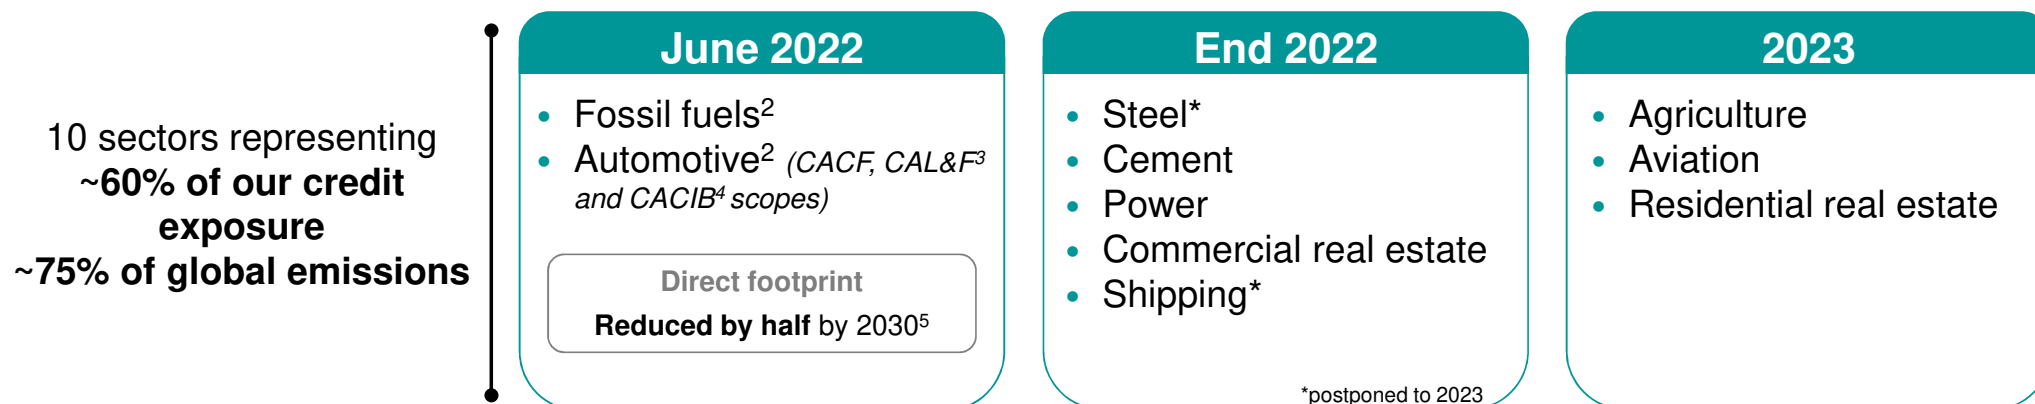 10 sectors representing
~60% of our credit
exposure
~75% of global emissions
June 2022
• Fossil fuels²
• Automotive² (CACF, CAL&F³
and CACIB⁴ scopes)
Direct footprint
Reduced by half by 2030⁵
End 2022
• Steel*
• Cement
• Power
• Commercial real estate
• Shipping*
*postponed to 2023
2023
• Agriculture
• Aviation
• Residential real estate